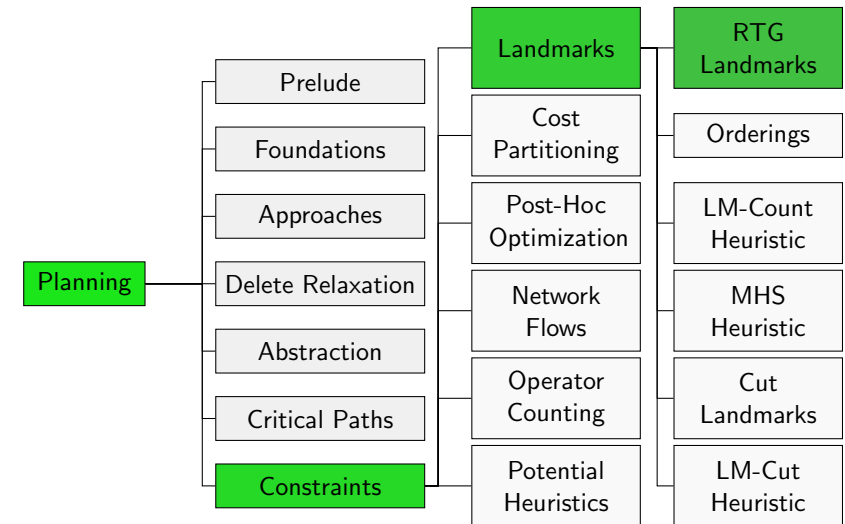 Planning
Prelude
Foundations
Approaches
Delete Relaxation
Abstraction
Critical Paths
Constraints
Landmarks
Cost
Partitioning
Post-Hoc
Optimization
Network
Flows
Operator
Counting
Potential
Heuristics
RTG
Landmarks
Orderings
LM-Count
Heuristic
MHS
Heuristic
Cut
Landmarks
LM-Cut
Heuristic